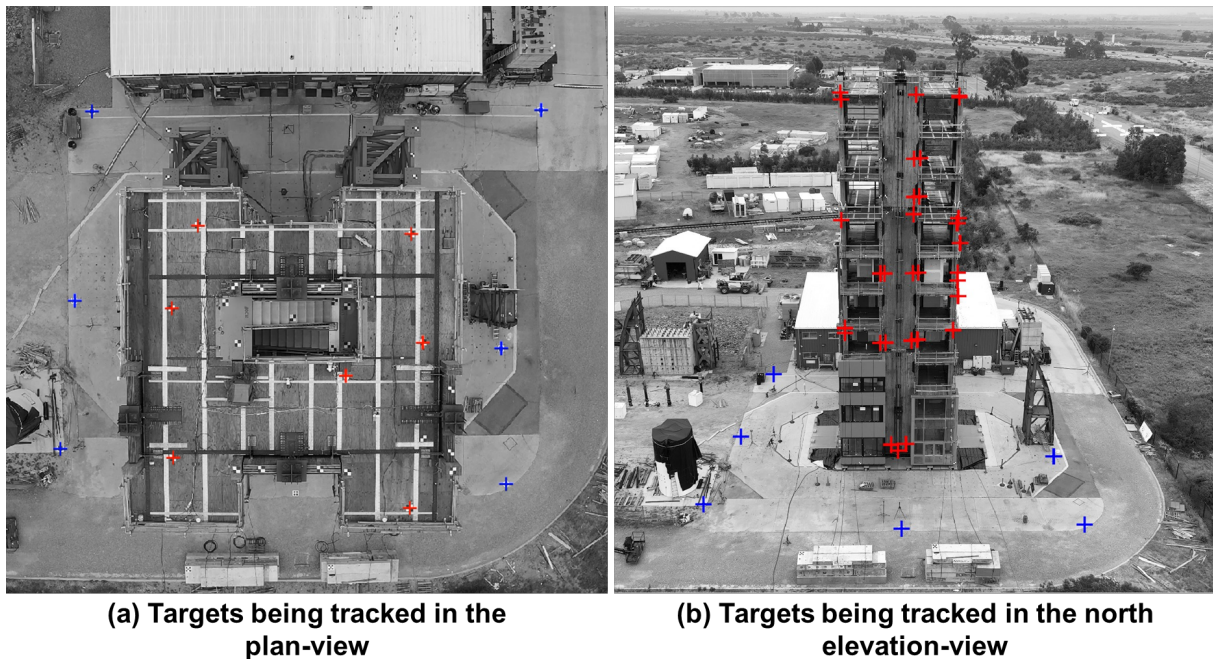 (a) Targets being tracked in the
plan-view
(b) Targets being tracked in the north
elevation-view